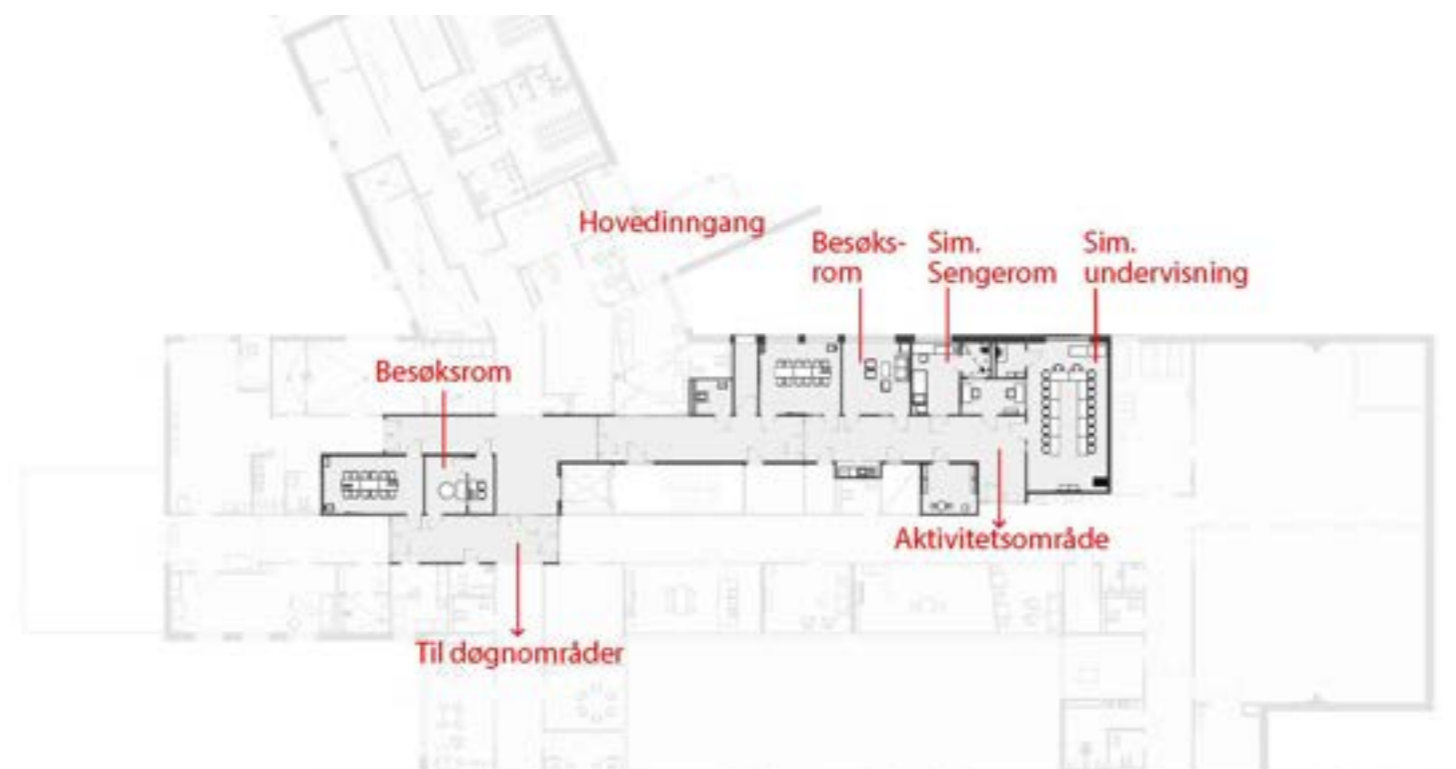 Hovedinngang
Besøks-
rom
Sim.
Sengerom
Sim.
undervisning
Besøksrom
Aktivitetsområde
Til døgnområder